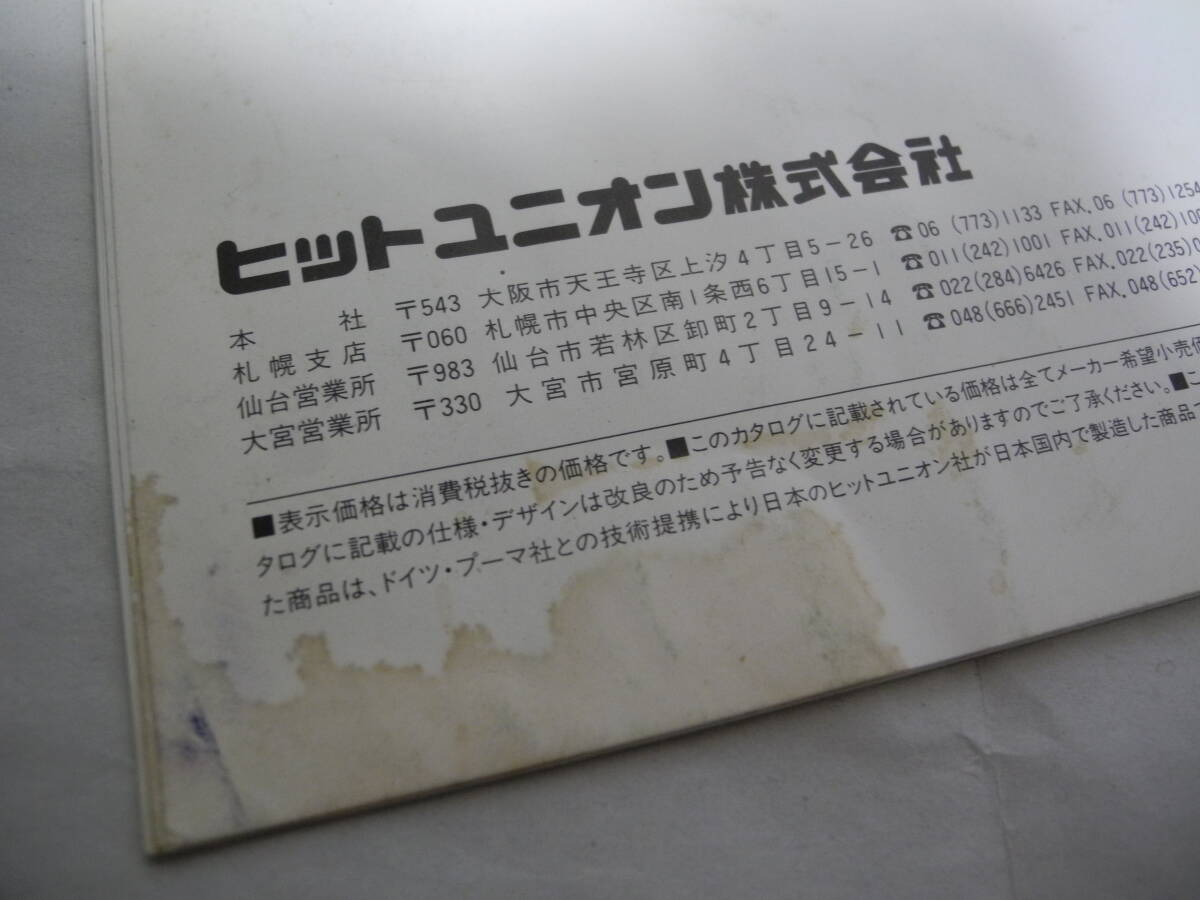 ヒットユニオン株式会社
本社 〒543 大阪市天王寺区上汐4丁目5-26 ☎06 (773)1133 FAX.06 (773)1254
札幌支店 〒060 札幌市中央区南1条西6丁目15-1 ☎011(242)1001 FAX.011(242)10
仙台営業所 〒983 仙台市若林区卸町2丁目9-14 ☎022(284)6426 FAX.022(235)
大宮営業所 〒330 大宮市宮原町4丁目24-11 ☎048(666)2451 FAX.048(652)
■表示価格は消費税抜きの価格です。■このカタログに記載されている価格は全てメーカー希望小売価
タログに記載の仕様・デザインは改良のため予告なく変更する場合がありますのでご了承ください。■こ
た商品は、ドイツ・プーマ社との技術提携により日本のヒットユニオン社が日本国内で製造した商品